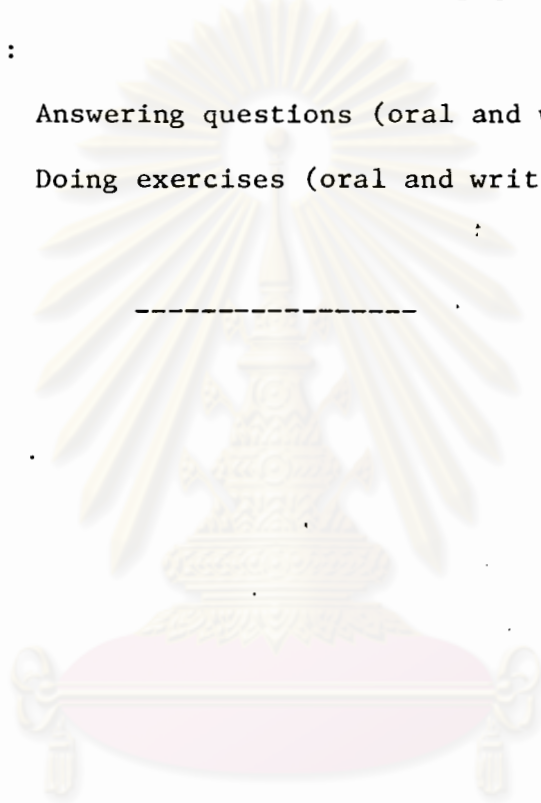 :
Answering questions (oral and
Doing exercises (oral and writ